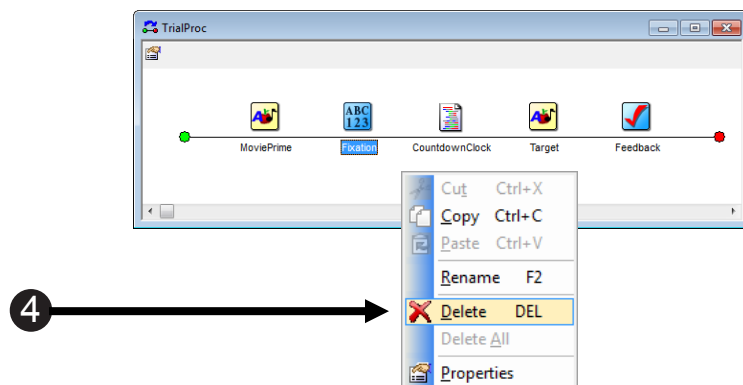 TrialProc
ABC
123
MoviePrime Fixation CountdownClock Target Feedback
Cut Ctrl+X
Copy Ctrl+C
Paste Ctrl+V
Rename F2
4
Delete DEL
Delete All
Properties